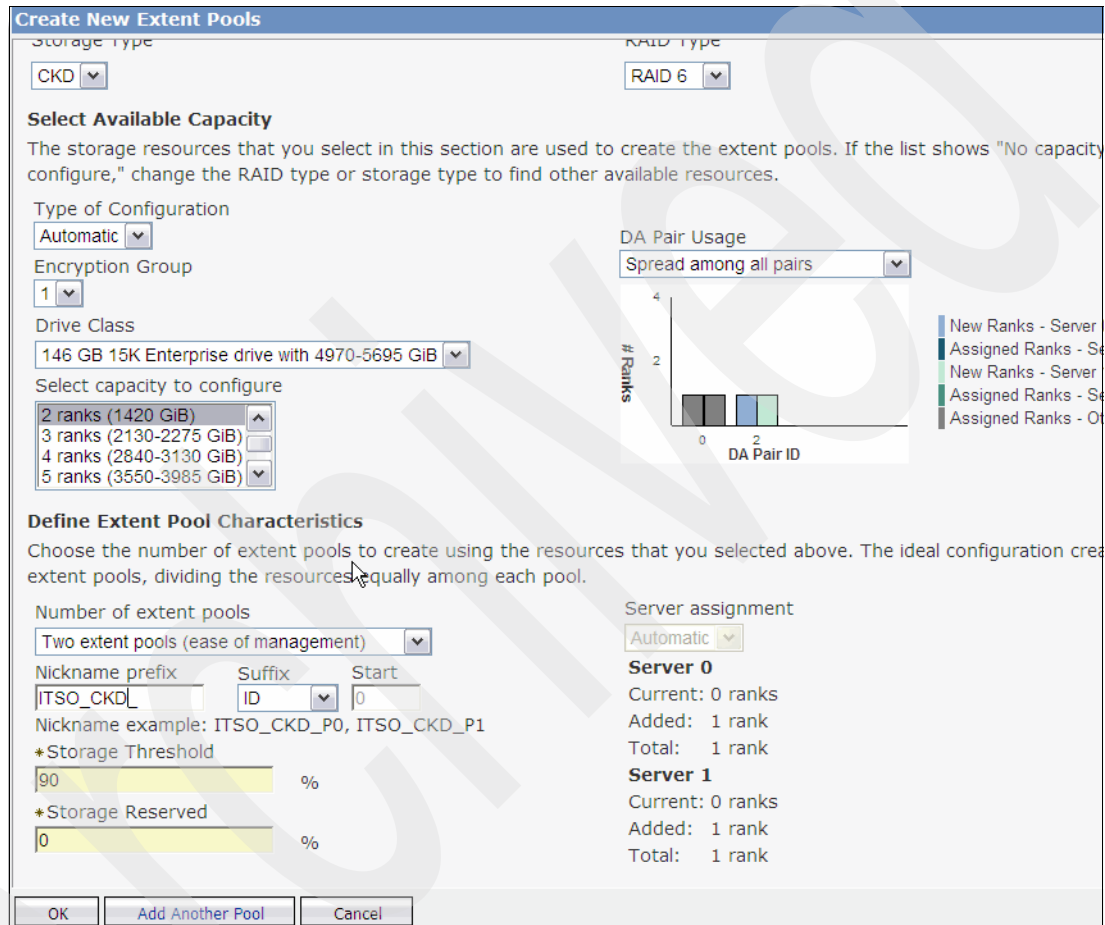 Create New Extent Pools
Storage Type
RAID Type
CKD
RAID 6
Select Available Capacity
The storage resources that you select in this section are used to create the extent pools. If the list shows "No capacity
configure," change the RAID type or storage type to find other available resources.
Type of Configuration
Automatic
DA Pair Usage
Spread among all pairs
Encryption Group
1
Drive Class
146 GB 15K Enterprise drive with 4970-5695 GiB
Select capacity to configure
2 ranks (1420 GiB)
3 ranks (2130-2275 GiB)
4 ranks (2840-3130 GiB)
5 ranks (3550-3985 GiB)
# Ranks
4
2
0
2
DA Pair ID
New Ranks - Server
Assigned Ranks - Se
New Ranks - Server
Assigned Ranks - Se
Assigned Ranks - Ot
Define Extent Pool Characteristics
Choose the number of extent pools to create using the resources that you selected above. The ideal configuration crea
extent pools, dividing the resources equally among each pool.
Number of extent pools
Two extent pools (ease of management)
Nickname prefix
Suffix
Start
ITSO_CKD_
ID
0
Nickname example: ITSO_CKD_P0, ITSO_CKD_P1
*Storage Threshold
90
%
*Storage Reserved
0
%
Server assignment
Automatic
Server 0
Current: 0 ranks
Added: 1 rank
Total: 1 rank
Server 1
Current: 0 ranks
Added: 1 rank
Total: 1 rank
OK
Add Another Pool
Cancel